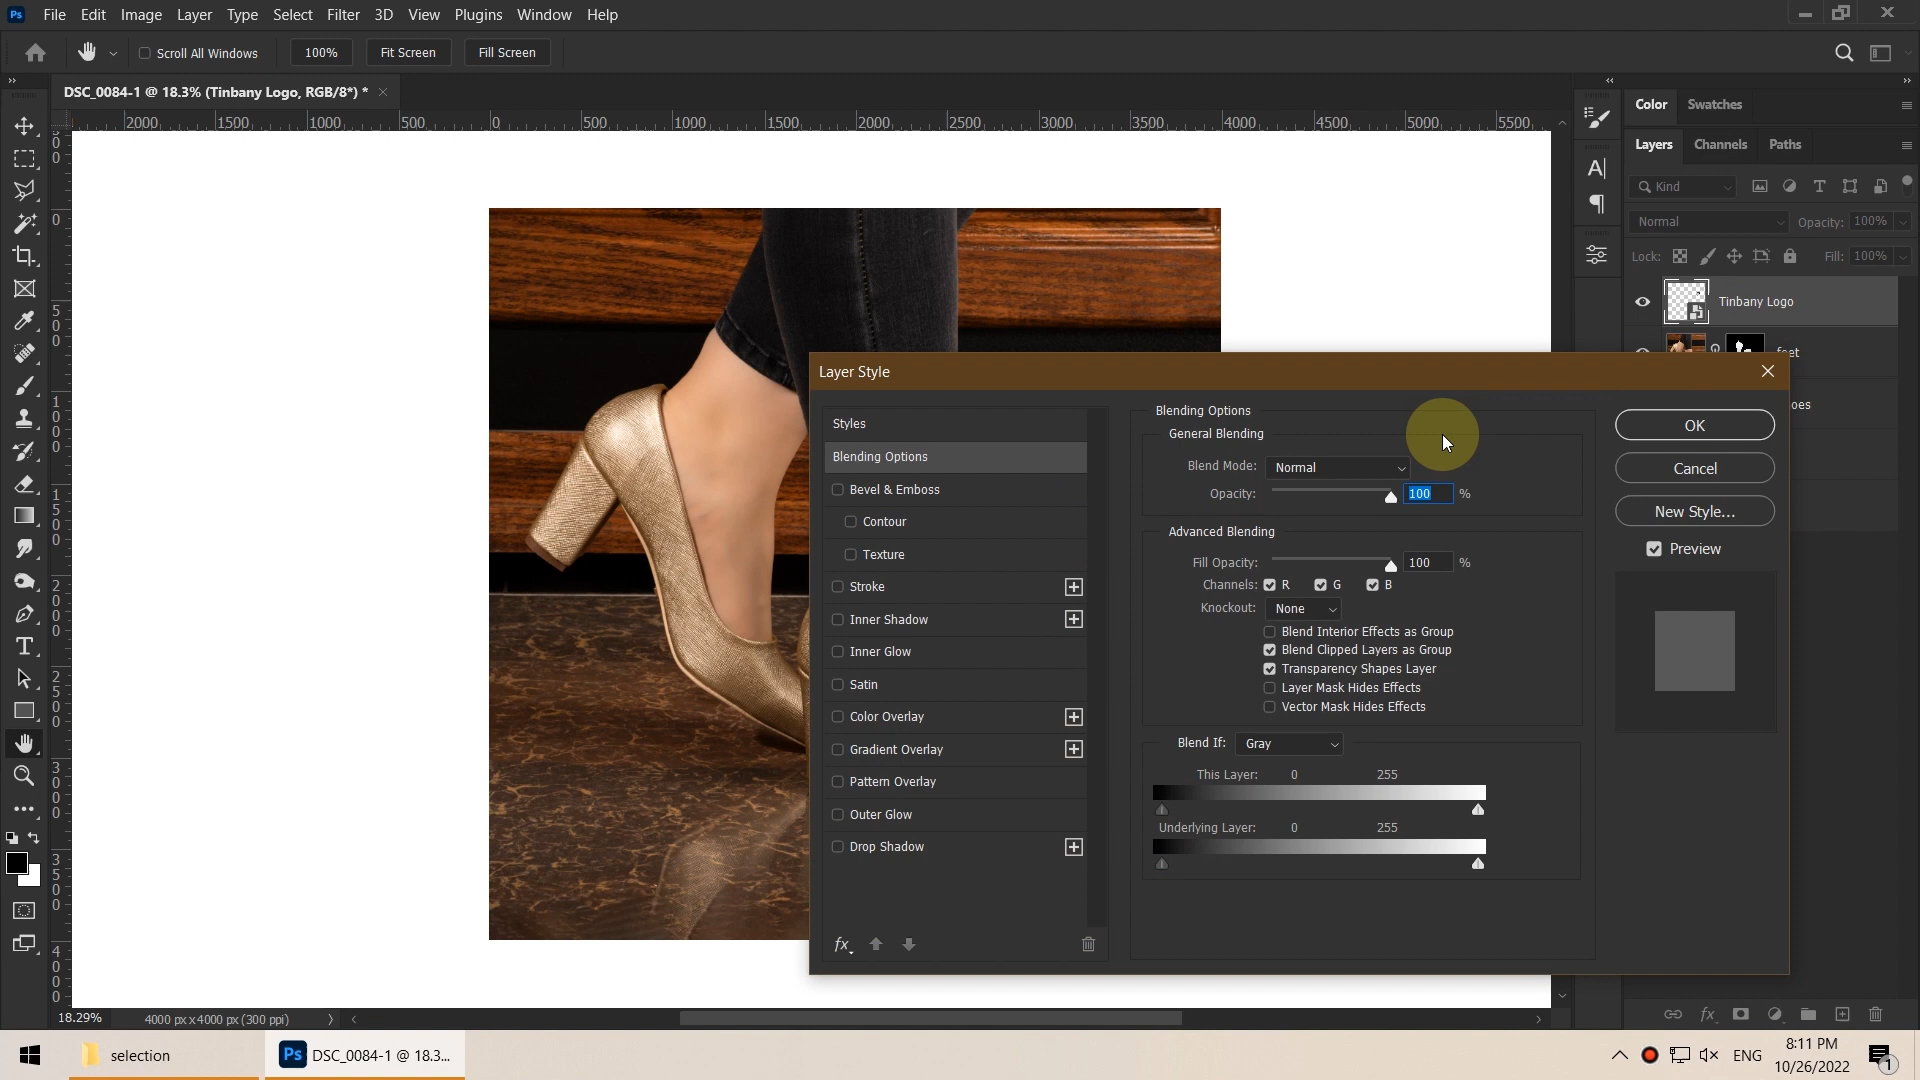 Ps File Edit Image Layer Type Select Filter 3D View Plugins Window Help
Scroll All Windows 100% Fit Screen Fill Screen
DSC_0084-1 @ 18.3% (Tinbany Logo, RGB/8*) * ×
2000 1500 1000 500 0 500 1000 1500 2000 2500 3000 3500 4000 4500 5000 5500
Color Swatches
Layers Channels Paths
Kind
Normal Opacity: 100%
Lock: Fill: 100%
Tinbany Logo
Layer Style
Styles
Blending Options
Bevel & Emboss
Contour
Texture
Stroke
Inner Shadow
Inner Glow
Satin
Color Overlay
Gradient Overlay
Pattern Overlay
Outer Glow
Drop Shadow
fx
Blending Options
General Blending
Blend Mode: Normal
Opacity: 100 %
Advanced Blending
Fill Opacity: 100 %
Channels: R G B
Knockout: None
Blend Interior Effects as Group
Blend Clipped Layers as Group
Transparency Shapes Layer
Layer Mask Hides Effects
Vector Mask Hides Effects
Blend If: Gray
This Layer: 0 255
Underlying Layer: 0 255
OK
Cancel
New Style...
Preview
18.29% 4000 px x 4000 px (300 ppi)
fx
selection
Ps DSC_0084-1 @ 18.3...
ENG
8:11 PM
10/26/2022
1